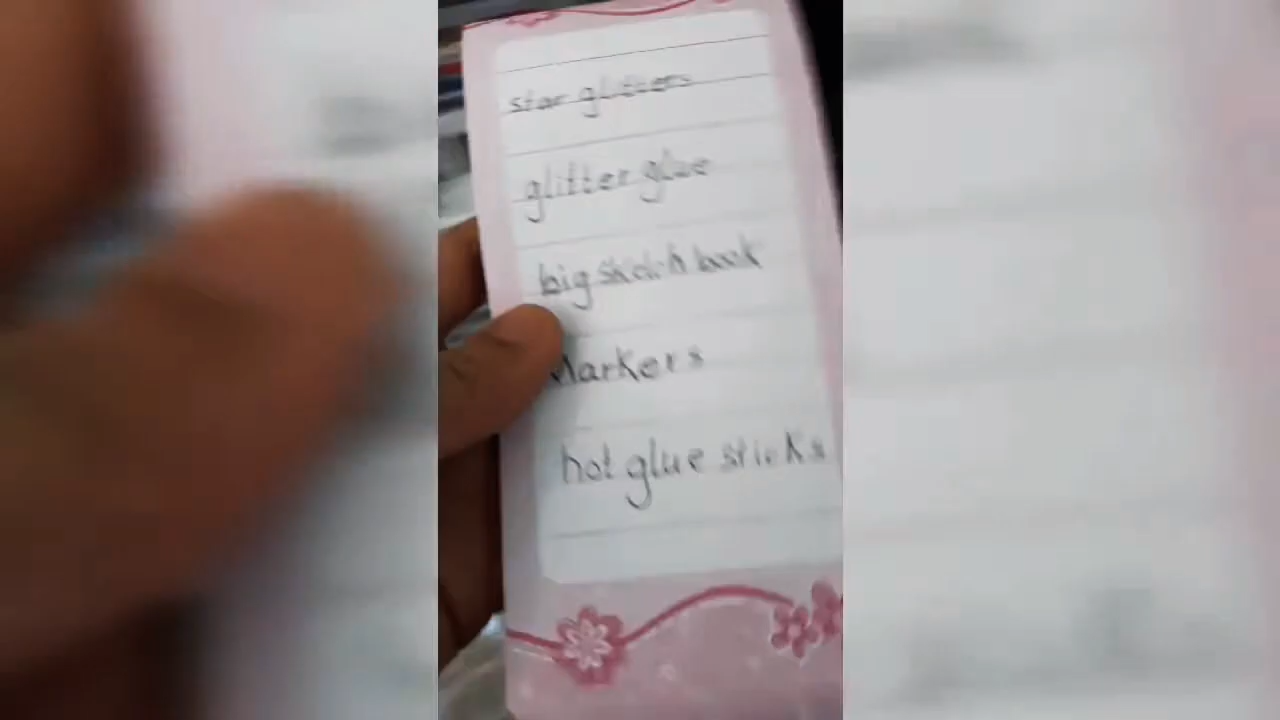 star glitters
glitter glue
big sketch book
Markers
hot glue sticks